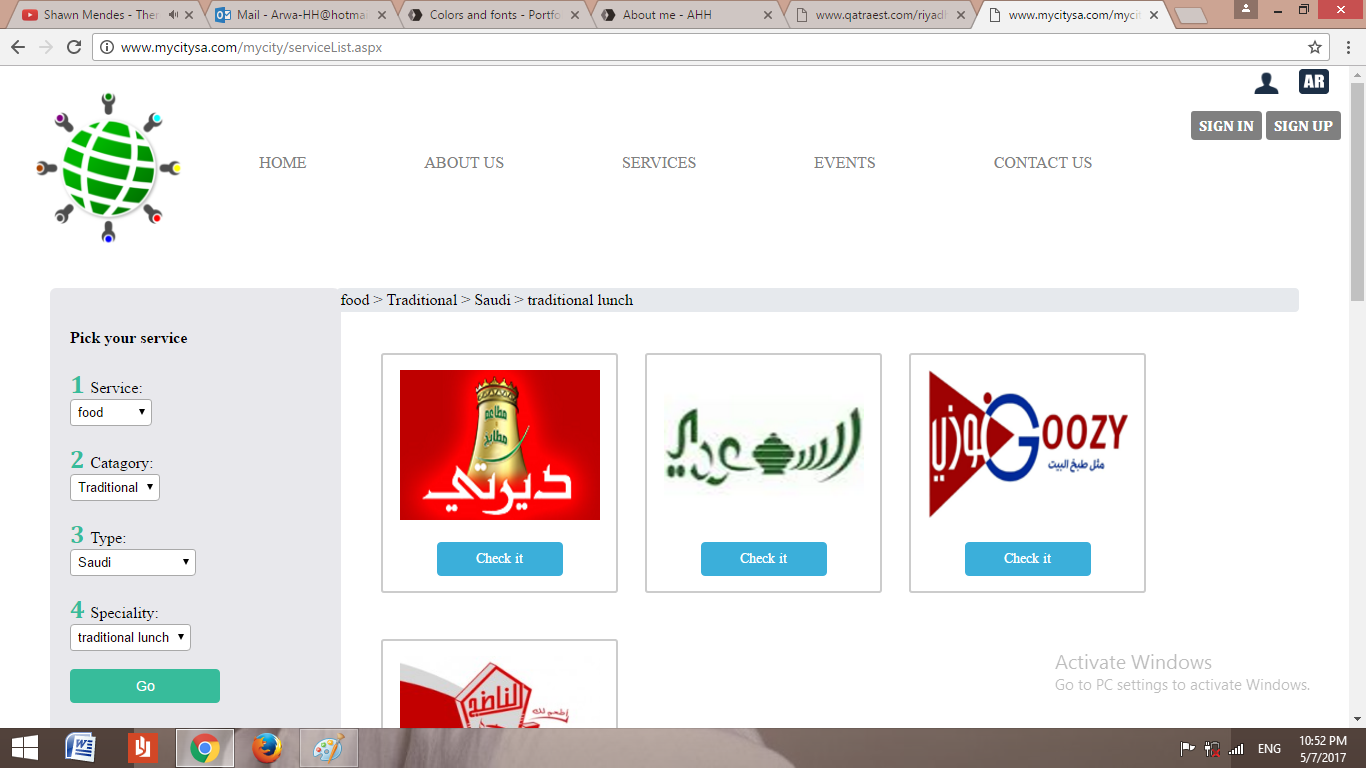 Shawn Mendes - Ther
Mail - Arwa-HH@hotma
Colors and fonts - Portfo
About me - AHH
www.qatraest.com/riyadh
www.mycitysa.com/myci
www.mycitysa.com/mycity/serviceList.aspx
AR
SIGN IN
SIGN UP
HOME
ABOUT US
SERVICES
EVENTS
CONTACT US
food > Traditional > Saudi > traditional lunch
Pick your service
1 Service:
food
2 Catagory:
Traditional
3 Type:
Saudi
4 Speciality:
traditional lunch
Go
مطاعم
مطابخ
ديرتي
Check it
السعودي
Check it
GOOZY
مثل طبخ البيت
Check it
الناضج
Activate Windows
Go to PC settings to activate Windows.
ENG
10:52 PM
5/7/2017